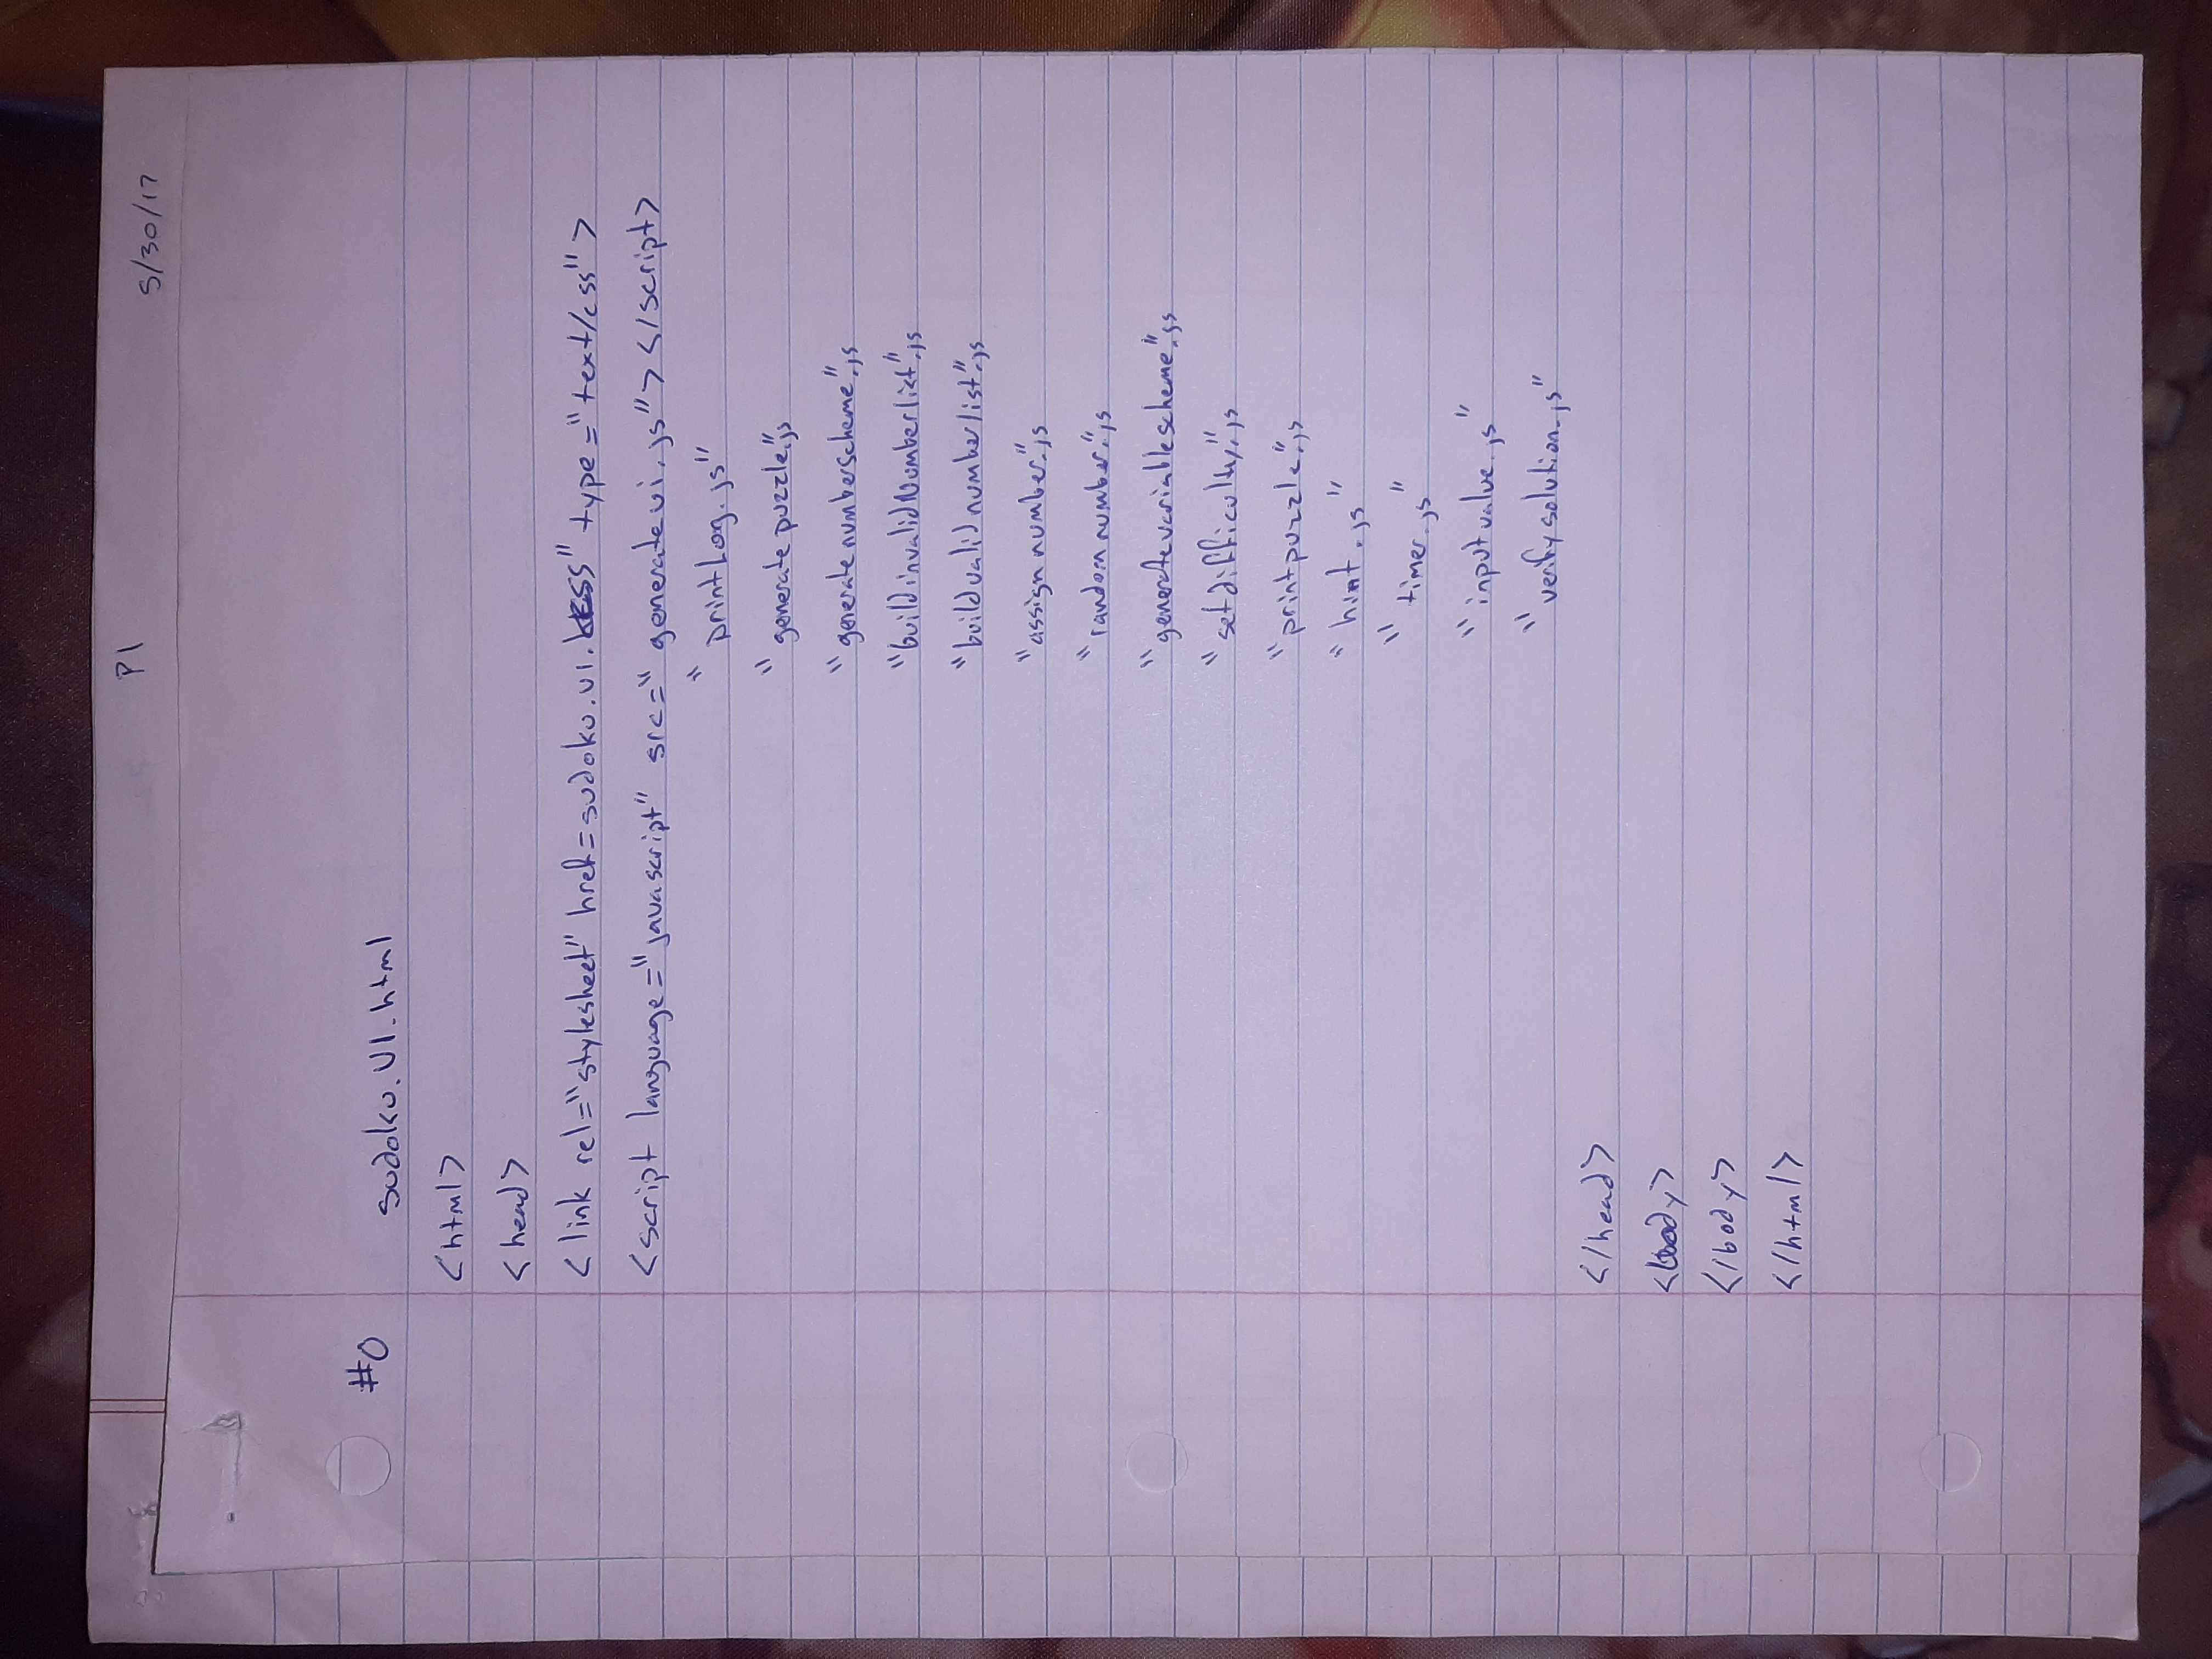 P1
5/30/17
#0 sudoku.V1.html
<html>
<head>
<link rel="stylesheet" href=sudoku.v1.css" type="text/css">
<script language="javascript" src=" generateui.js"></script>
" printLog.js"
" generatepuzzle".js
"generatenumberscheme".js
"buildinvalidNumberlist".js
"buildvalidnumberlist".js
"assignnumber".js
"randomnumber".js
"generatevariablescheme".js
"setdifficulty".js
"printpuzzle".js
" hint.js"
" timer.js"
" inputvalue.js"
" verifysolution.js"
</head>
<body>
</body>
</html>